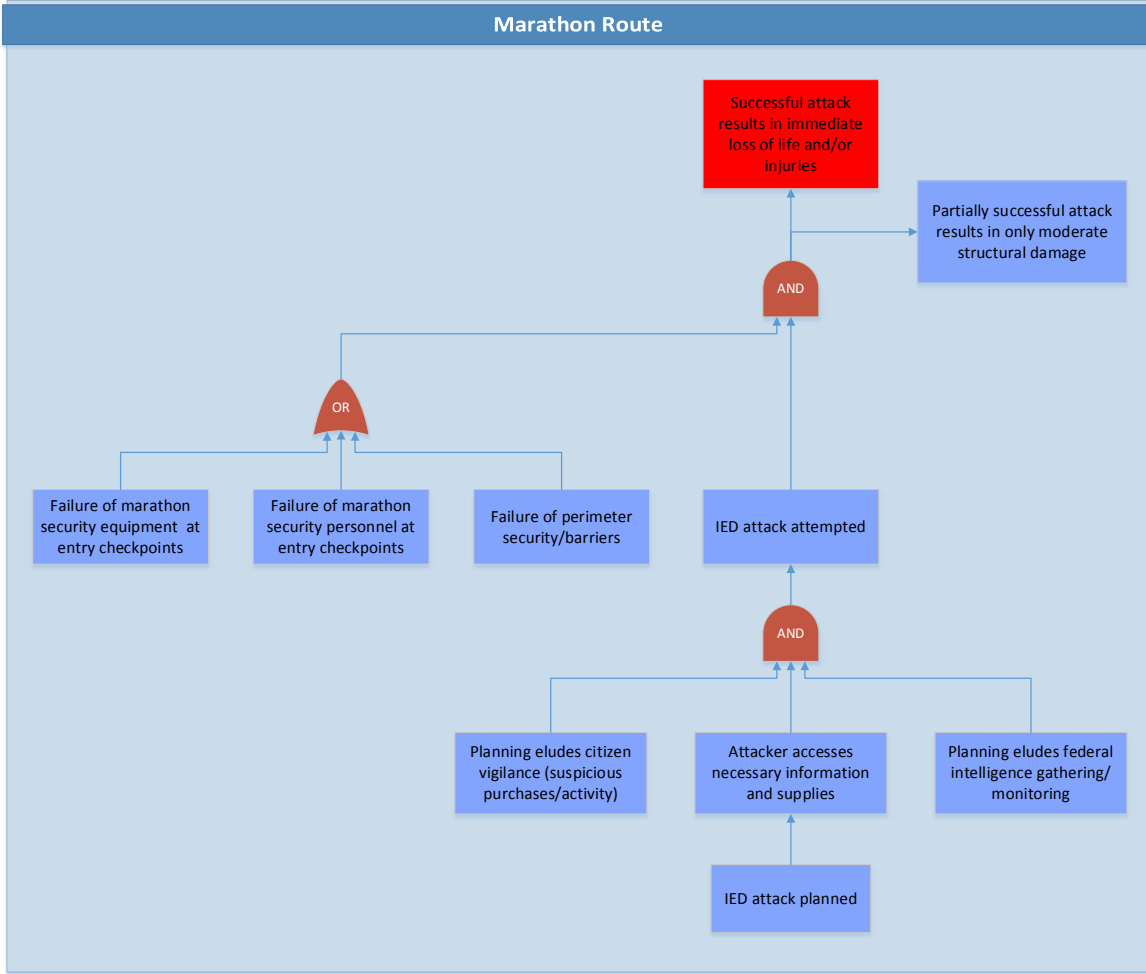 Marathon Route
Successful attack
results in immediate
loss of life and/or
injuries
Partially successful attack
results in only moderate
structural damage
AND
OR
Failure of marathon
security equipment at
entry checkpoints
Failure of marathon
security personnel at
entry checkpoints
Failure of perimeter
security/barriers
IED attack attempted
AND
Planning eludes citizen
vigilance (suspicious
purchases/activity)
Attacker accesses
necessary information
and supplies
Planning eludes federal
intelligence gathering/
monitoring
IED attack planned